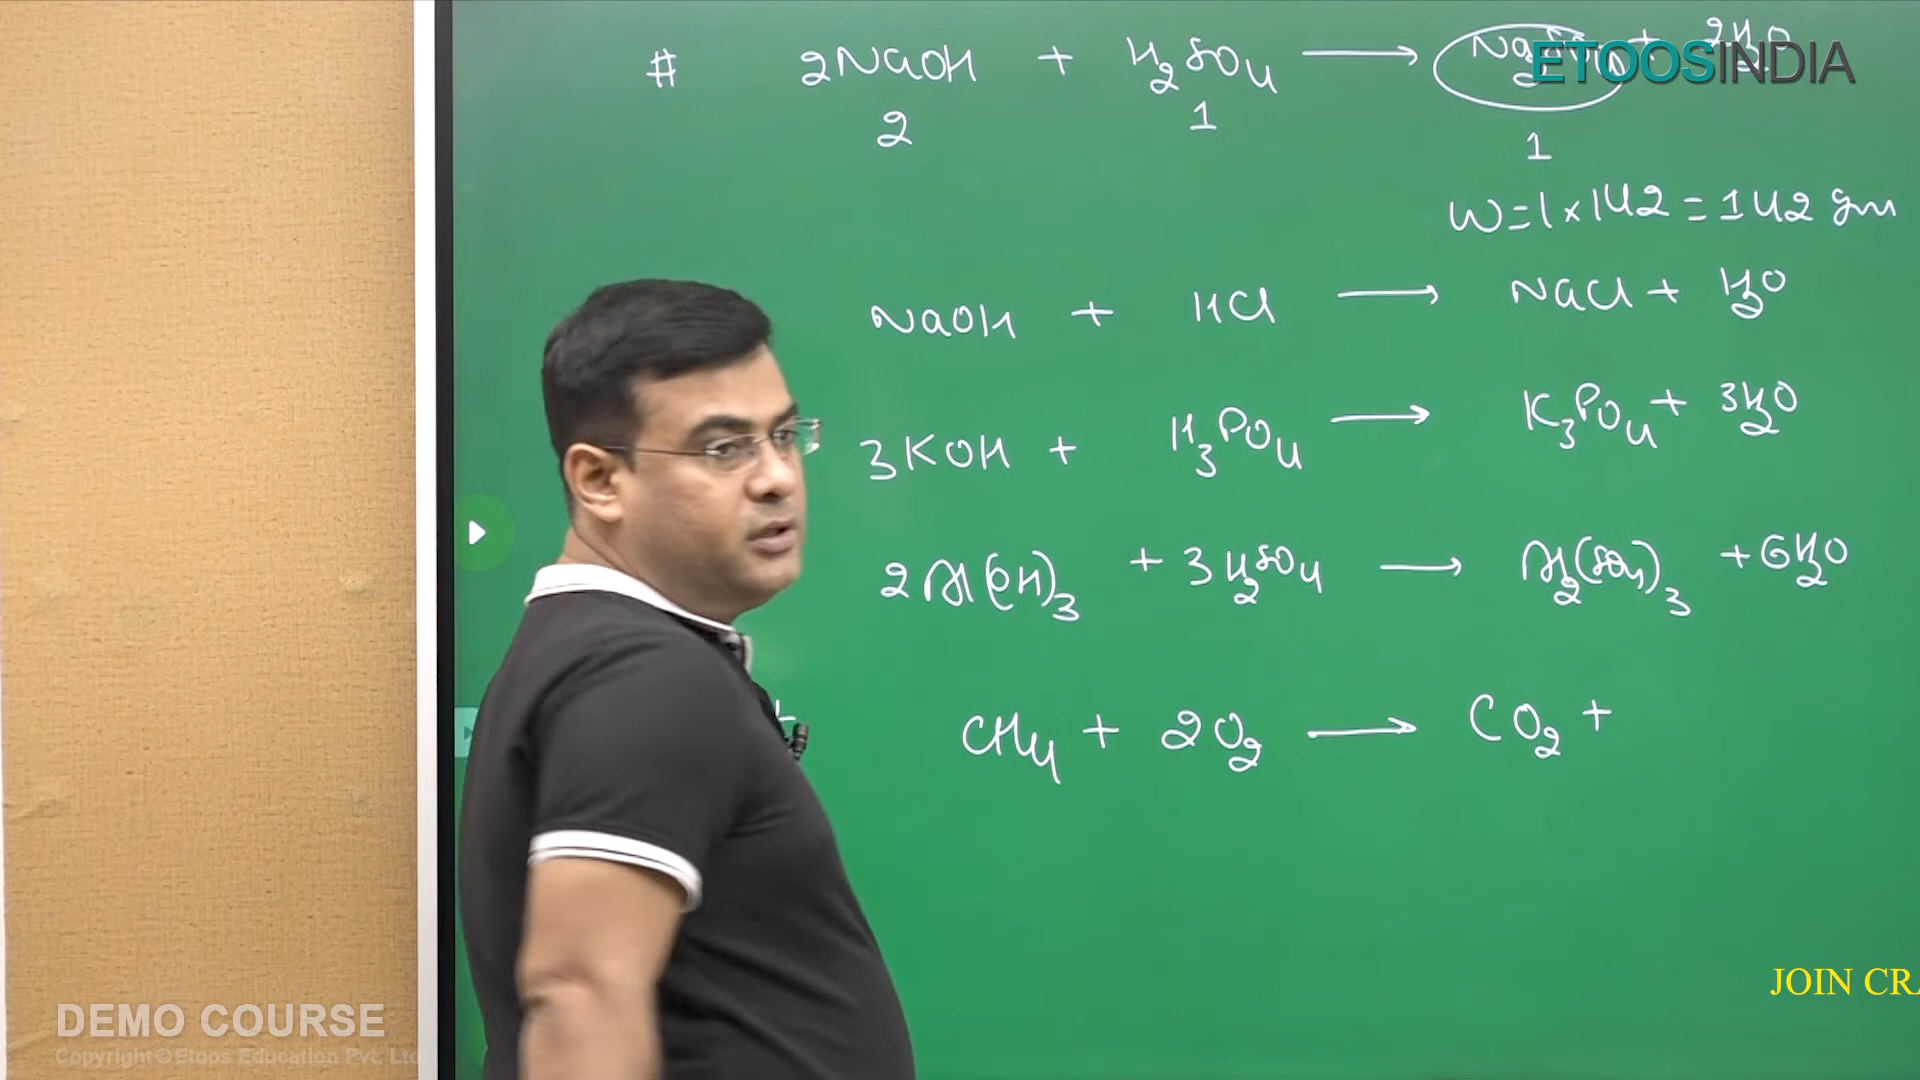 # 2NaOH + H₂SO₄ ⟶ Na₂SO₄ + 2H₂O
ETOOSINDIA
2 1 1
W = 1 × 142 = 142 gm
NaOH + HCl ⟶ NaCl + H₂O
3KOH + H₃PO₄ ⟶ K₃PO₄ + 3H₂O
2Al(OH)₃ + 3H₂SO₄ ⟶ Al₂(SO₄)₃ + 6H₂O
CH₄ + 2O₂ ⟶ CO₂ +
JOIN CRA
DEMO COURSE
Copyright © Etoos Education Pvt. Ltd.